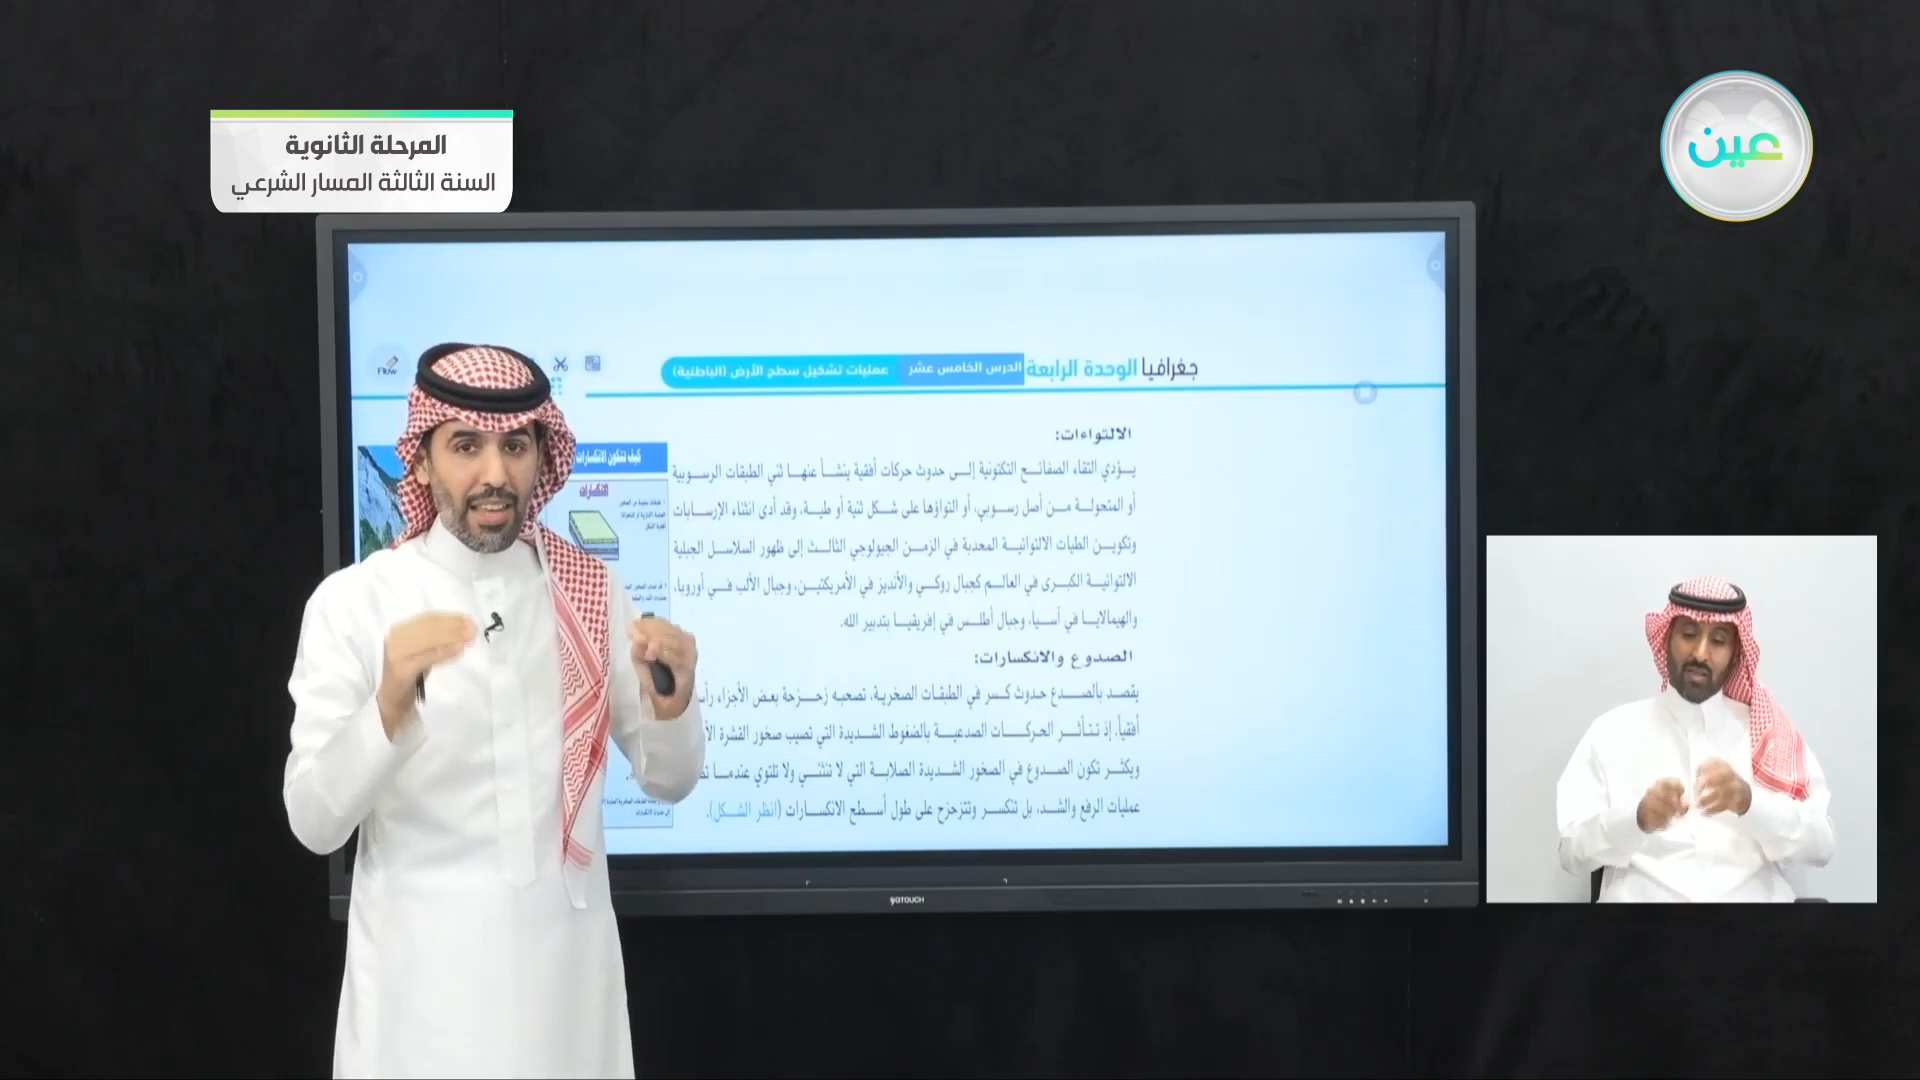 المرحلة الثانوية
السنة الثالثة المسار الشرعي
عين
جغرافيا الوحدة الرابعة الدرس الخامس عشر عمليات تشكيل سطح الأرض (الباطنية)
Flow
الالتواءات:
يؤدي التقاء الصفائح التكتونية إلى حدوث حركات أفقية ينشأ عنها ثني الطبقات الرسوبية
أو المتحولة من أصل رسوبي، أو التواؤها على شكل ثنية أو طية، وقد أدى انثناء الإرسابات
وتكوين الطيات الالتوائية المحدبة في الزمن الجيولوجي الثالث إلى ظهور السلاسل الجبلية
الالتوائية الكبرى في العالم كجبال روكي والأنديز في الأمريكتين، وجبال الألب في أوروبا،
والهيمالايا في آسيا، وجبال أطلس في إفريقيا بتدبير الله.
الصدوع والانكسارات:
يقصد بالصدع حدوث كسر في الطبقات الصخرية، تصحبه زحزحة بعض الأجزاء
أفقياً. إذ تتأثر الحركات الصدعية بالضغوط الشديدة التي تصيب صخور القشرة
ويكثر تكون الصدوع في الصخور الشديدة الصلابة التي لا تنثني ولا تلتوي عندما
عمليات الرفع والشد، بل تنكسر وتتزحزح على طول أسطح الانكسارات (انظر الشكل).
كيف تتكون الانكسارات
الانكسارات
QTOUCH